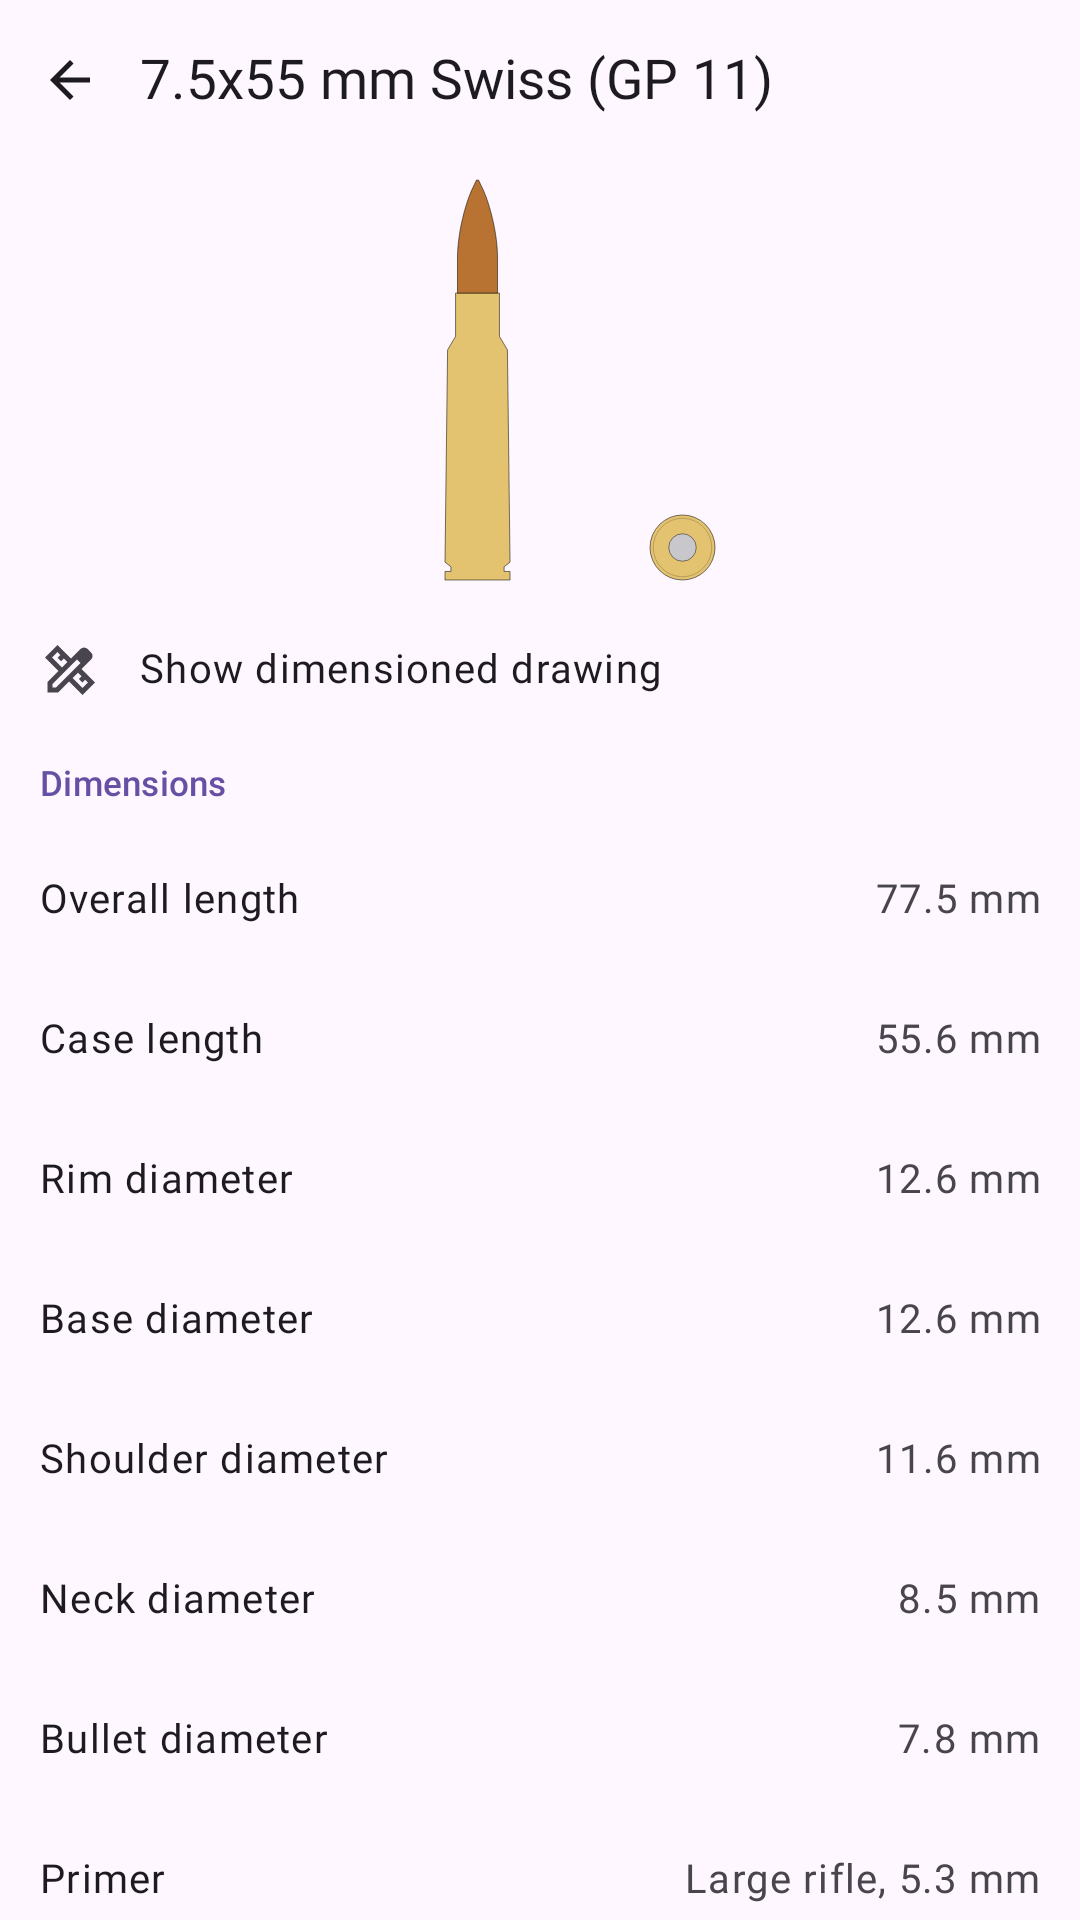 7.5x55 mm Swiss (GP 11)
Show dimensioned drawing
Dimensions
Overall length 77.5 mm
Case length 55.6 mm
Rim diameter 12.6 mm
Base diameter 12.6 mm
Shoulder diameter 11.6 mm
Neck diameter 8.5 mm
Bullet diameter 7.8 mm
Primer Large rifle, 5.3 mm